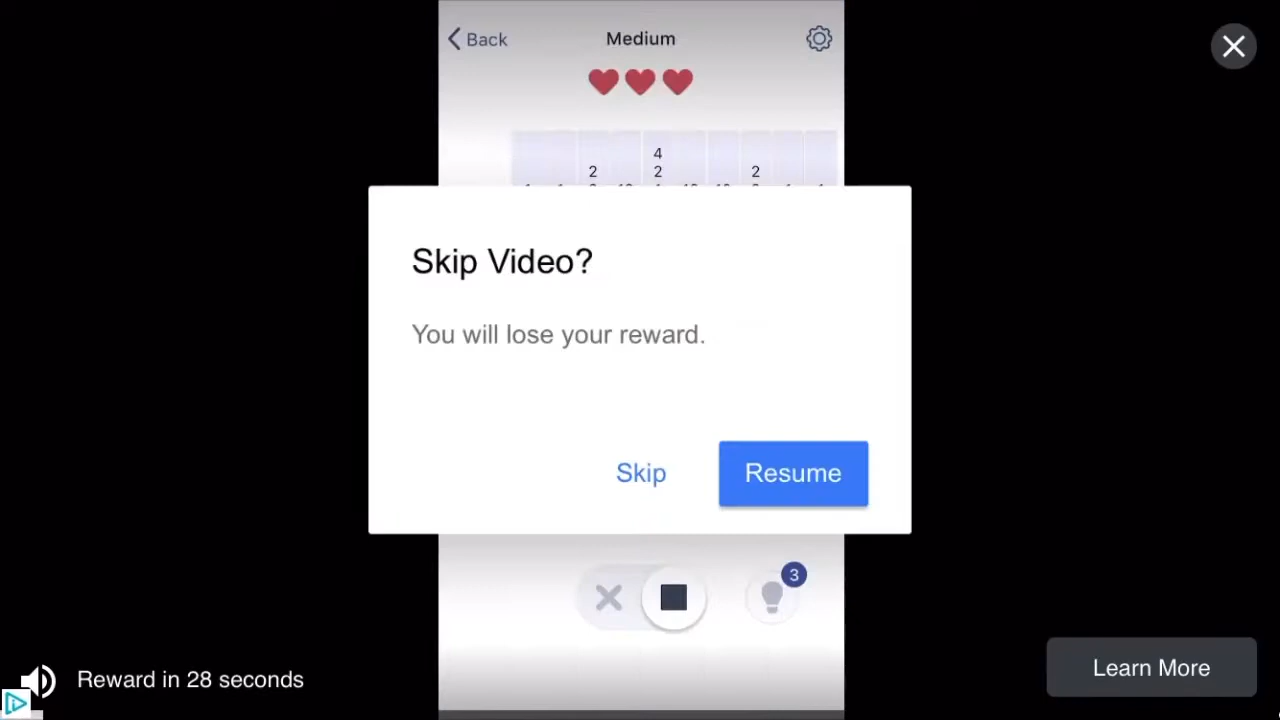 Back
Medium
4
2 2 2
Skip Video?
You will lose your reward.
Skip
Resume
3
Reward in 28 seconds
Learn More